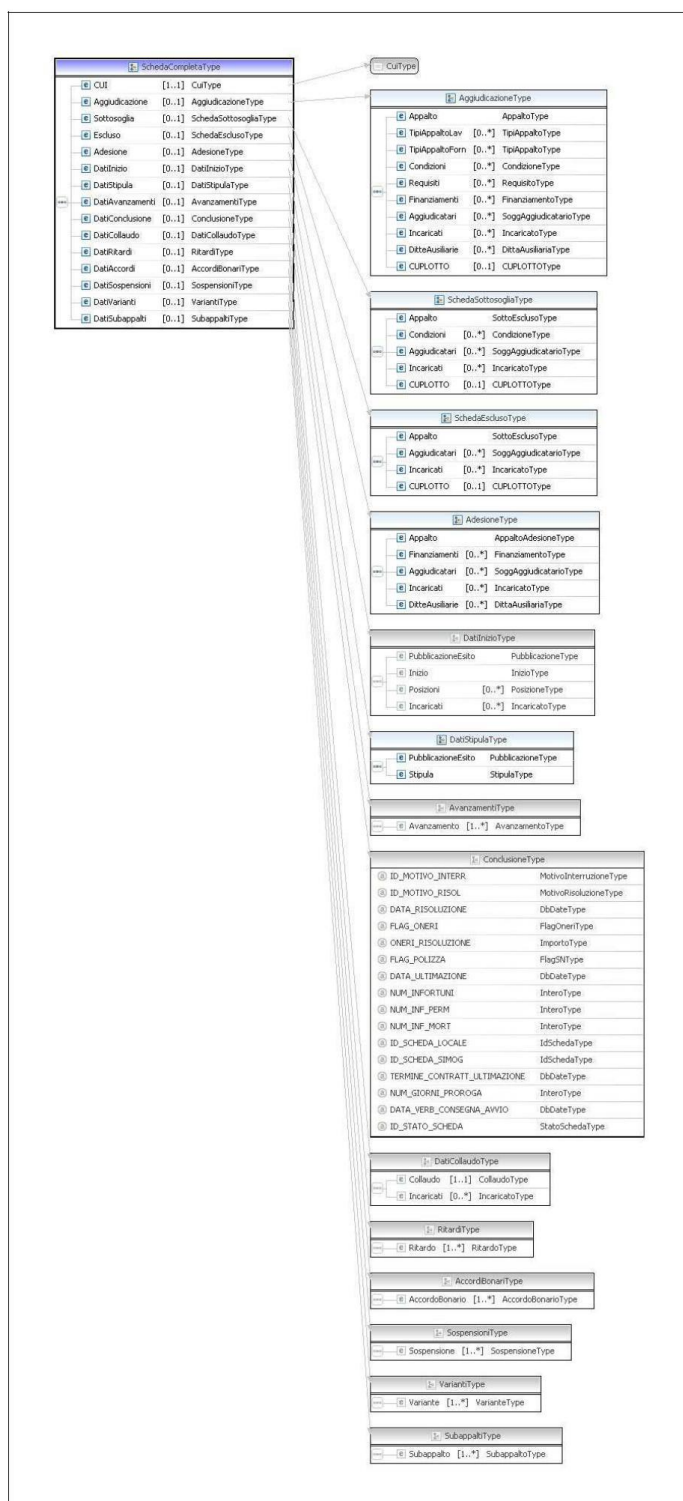 SchedaCompletaType
CUI [1..1] CuiType
Aggiudicazione [0..1] AggiudicazioneType
Sottosoglia [0..1] SchedaSottosogliaType
Escluso [0..1] SchedaEsclusoType
Adesione [0..1] AdesioneType
DatiInizio [0..1] DatiInizioType
DatiStipula [0..1] DatiStipulaType
DatiAvanzamenti [0..1] AvanzamentiType
DatiConclusione [0..1] ConclusioneType
DatiCollaudo [0..1] DatiCollaudoType
DatiRitardi [0..1] RitardiType
DatiAccordi [0..1] AccordiBonariType
DatiSospensioni [0..1] SospensioniType
DatiVarianti [0..1] VariantiType
DatiSubappalti [0..1] SubappaltiType
CuiType
AggiudicazioneType
Appalto AppaltoType
TipiAppaltoLav [0..*] TipiAppaltoType
TipiAppaltoForn [0..*] TipiAppaltoType
Condizioni [0..*] CondizioneType
Requisiti [0..*] RequisitoType
Finanziamenti [0..*] FinanziamentoType
Aggiudicatari [0..*] SoggAggiudicatarioType
Incaricati [0..*] IncaricatoType
DitteAusiliarie [0..*] DittaAusiliariaType
CUPLOTTO [0..1] CUPLOTTOType
SchedaSottosogliaType
Appalto SottoEsclusoType
Condizioni [0..*] CondizioneType
Aggiudicatari [0..*] SoggAggiudicatarioType
Incaricati [0..*] IncaricatoType
CUPLOTTO [0..1] CUPLOTTOType
SchedaEsclusoType
Appalto SottoEsclusoType
Aggiudicatari [0..*] SoggAggiudicatarioType
Incaricati [0..*] IncaricatoType
CUPLOTTO [0..1] CUPLOTTOType
AdesioneType
Appalto AppaltoAdesioneType
Finanziamenti [0..*] FinanziamentoType
Aggiudicatari [0..*] SoggAggiudicatarioType
Incaricati [0..*] IncaricatoType
DitteAusiliarie [0..*] DittaAusiliariaType
DatiInizioType
PubblicazioneEsito PubblicazioneType
Inizio InizioType
Posizioni [0..*] PosizioneType
Incaricati [0..*] IncaricatoType
DatiStipulaType
PubblicazioneEsito PubblicazioneType
Stipula StipulaType
AvanzamentiType
Avanzamento [1..*] AvanzamentoType
ConclusioneType
ID_MOTIVO_INTERR MotivoInterruzioneType
ID_MOTIVO_RISOL MotivoRisoluzioneType
DATA_RISOLUZIONE DbDateType
FLAG_ONERI FlagOneriType
ONERI_RISOLUZIONE ImportoType
FLAG_POLIZZA FlagSNType
DATA_ULTIMAZIONE DbDateType
NUM_INFORTUNI InteroType
NUM_INF_PERM InteroType
NUM_INF_MORT InteroType
ID_SCHEDA_LOCALE IdSchedaType
ID_SCHEDA_SIMOG IdSchedaType
TERMINE_CONTRATT_ULTIMAZIONE DbDateType
NUM_GIORNI_PROROGA InteroType
DATA_VERB_CONSEGNA_AVVIO DbDateType
ID_STATO_SCHEDA StatoSchedaType
DatiCollaudoType
Collaudo [1..1] CollaudoType
Incaricati [0..*] IncaricatoType
RitardiType
Ritardo [1..*] RitardoType
AccordiBonariType
AccordoBonario [1..*] AccordoBonarioType
SospensioniType
Sospensione [1..*] SospensioneType
VariantiType
Variante [1..*] VarianteType
SubappaltiType
Subappalto [1..*] SubappaltoType